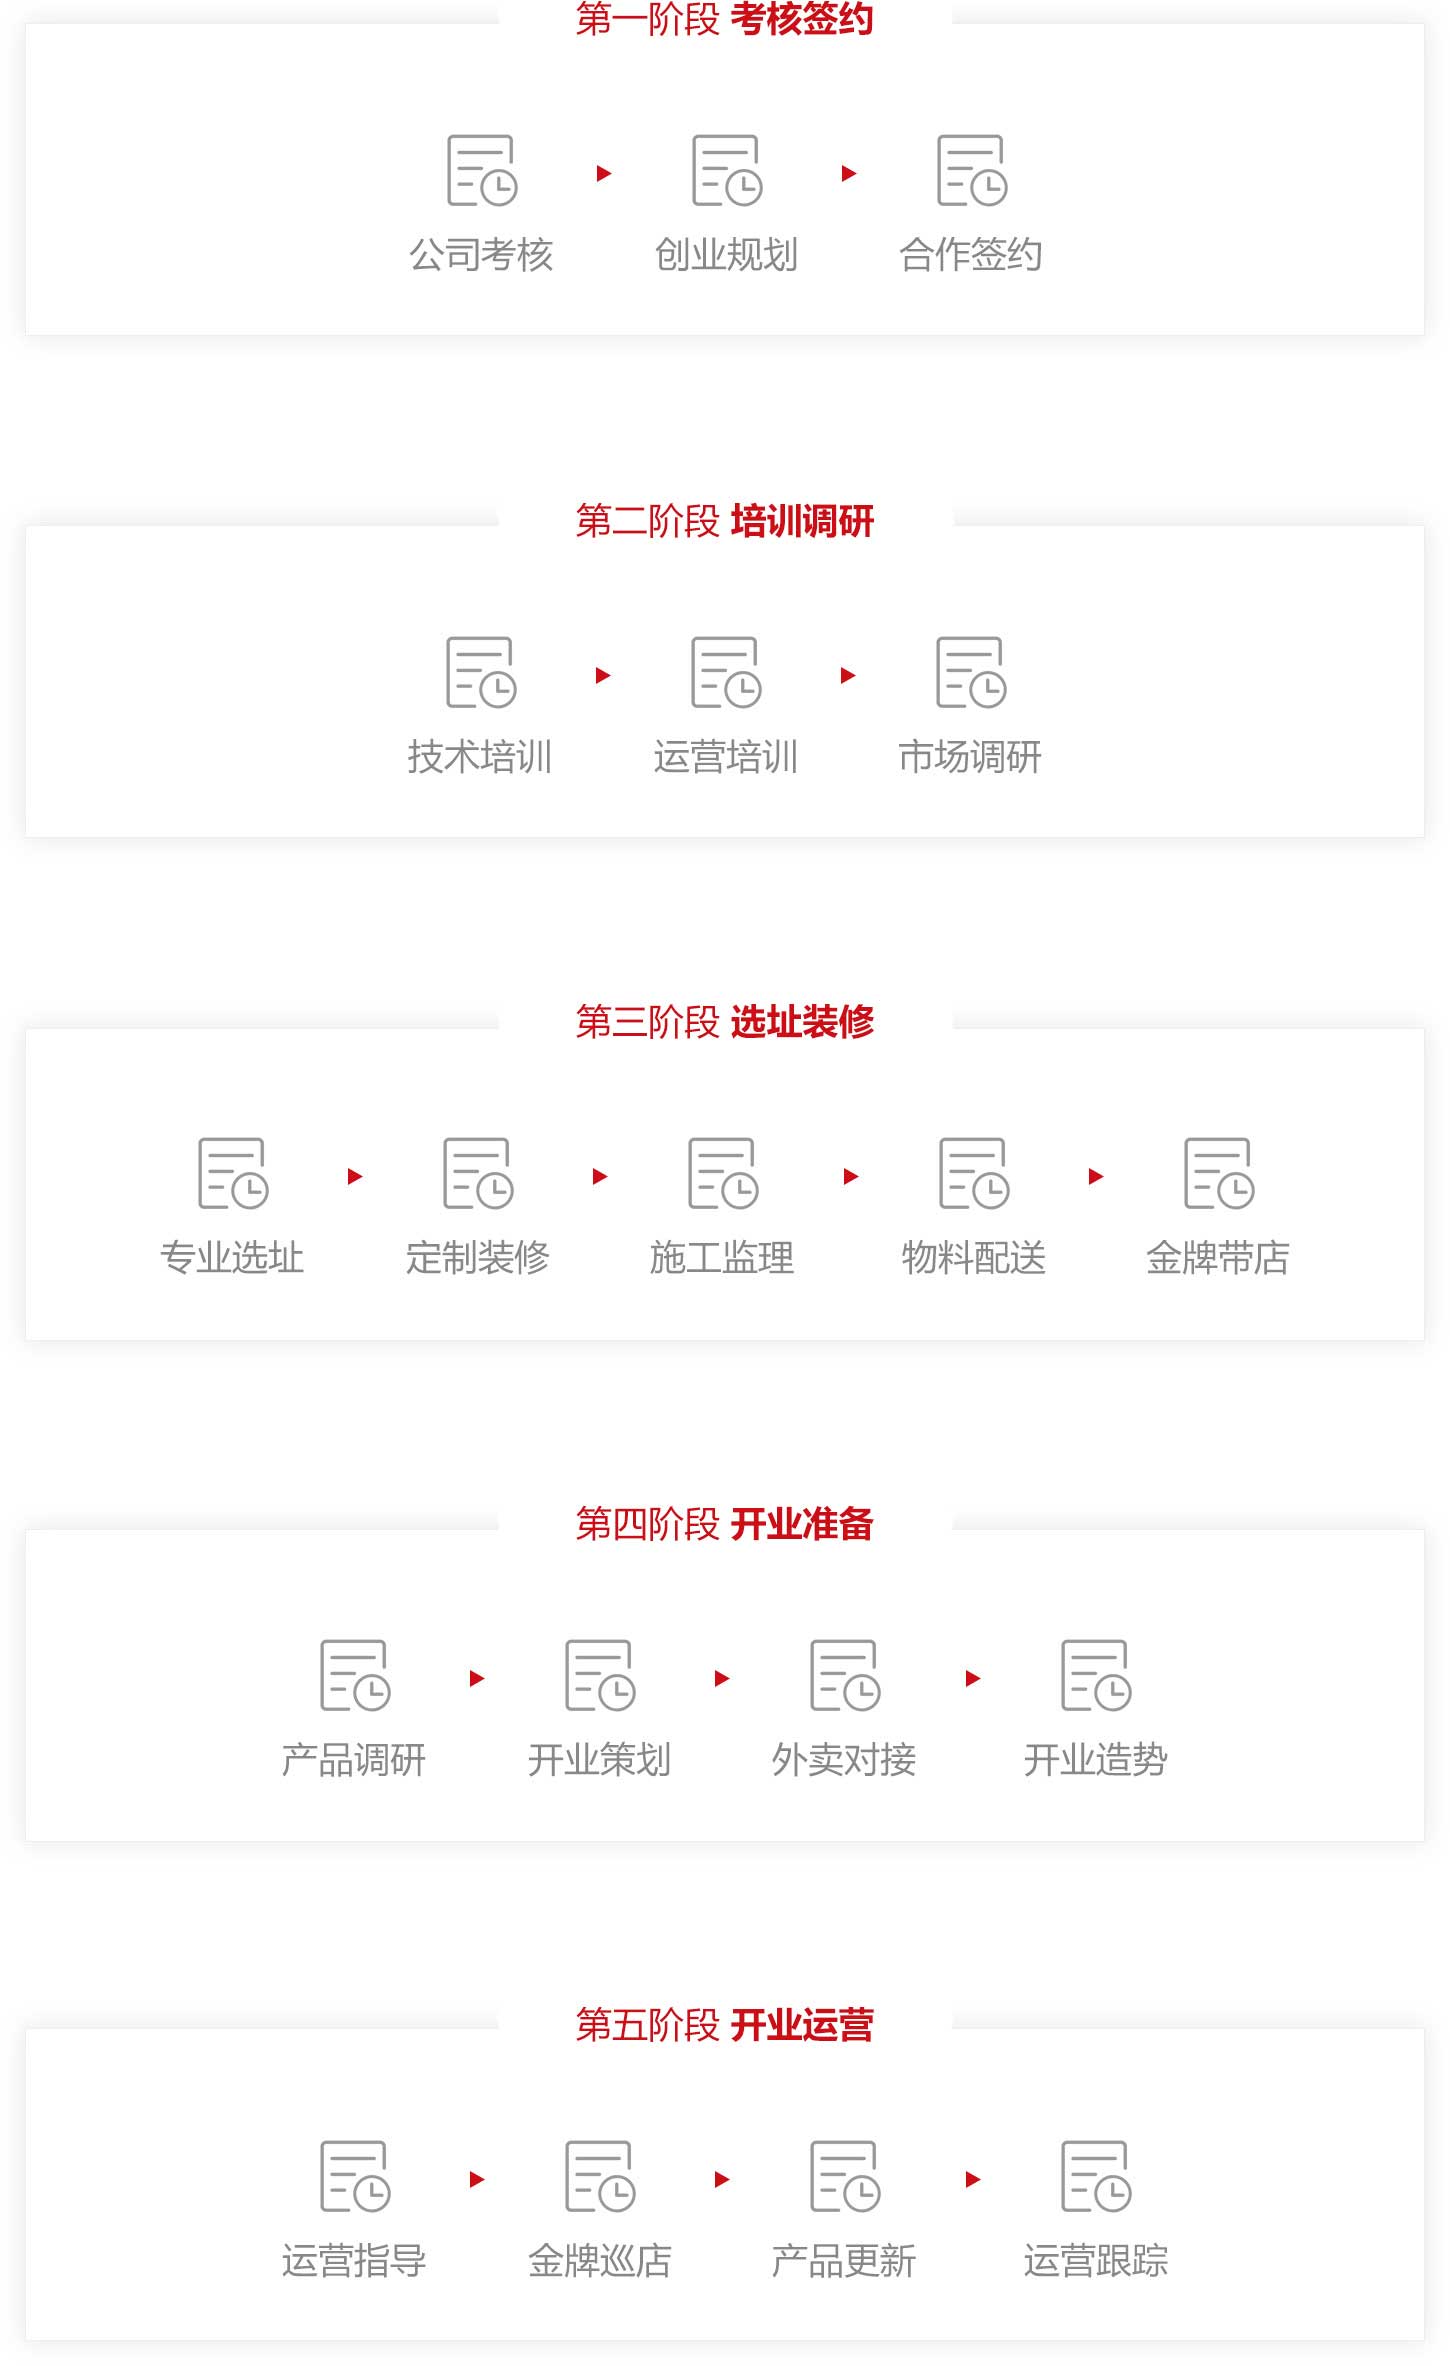 第一阶段 考核签约
公司考核 创业规划 合作签约
第二阶段 培训调研
技术培训 运营培训 市场调研
第三阶段 选址装修
专业选址 定制装修 施工监理 物料配送 金牌带店
第四阶段 开业准备
产品调研 开业策划 外卖对接 开业造势
第五阶段 开业运营
运营指导 金牌巡店 产品更新 运营跟踪